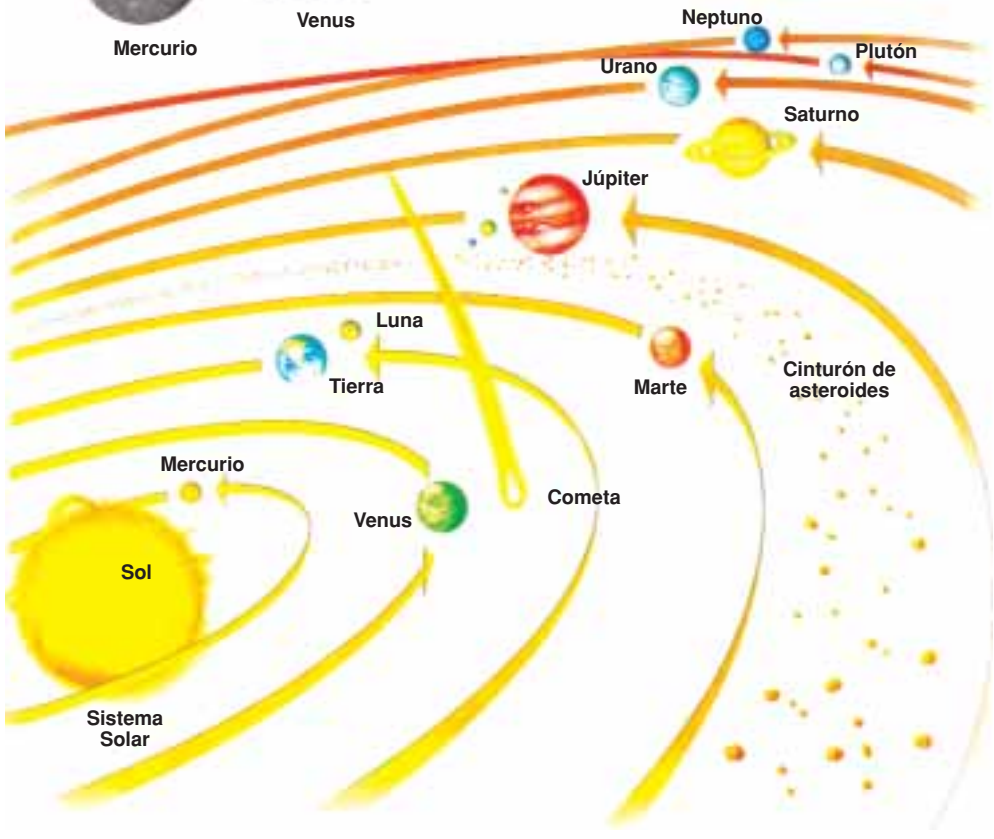 Mercurio
Venus
Neptuno
Plutón
Urano
Saturno
Júpiter
Luna
Tierra
Marte
Cinturón de
asteroides
Mercurio
Venus
Cometa
Sol
Sistema
Solar